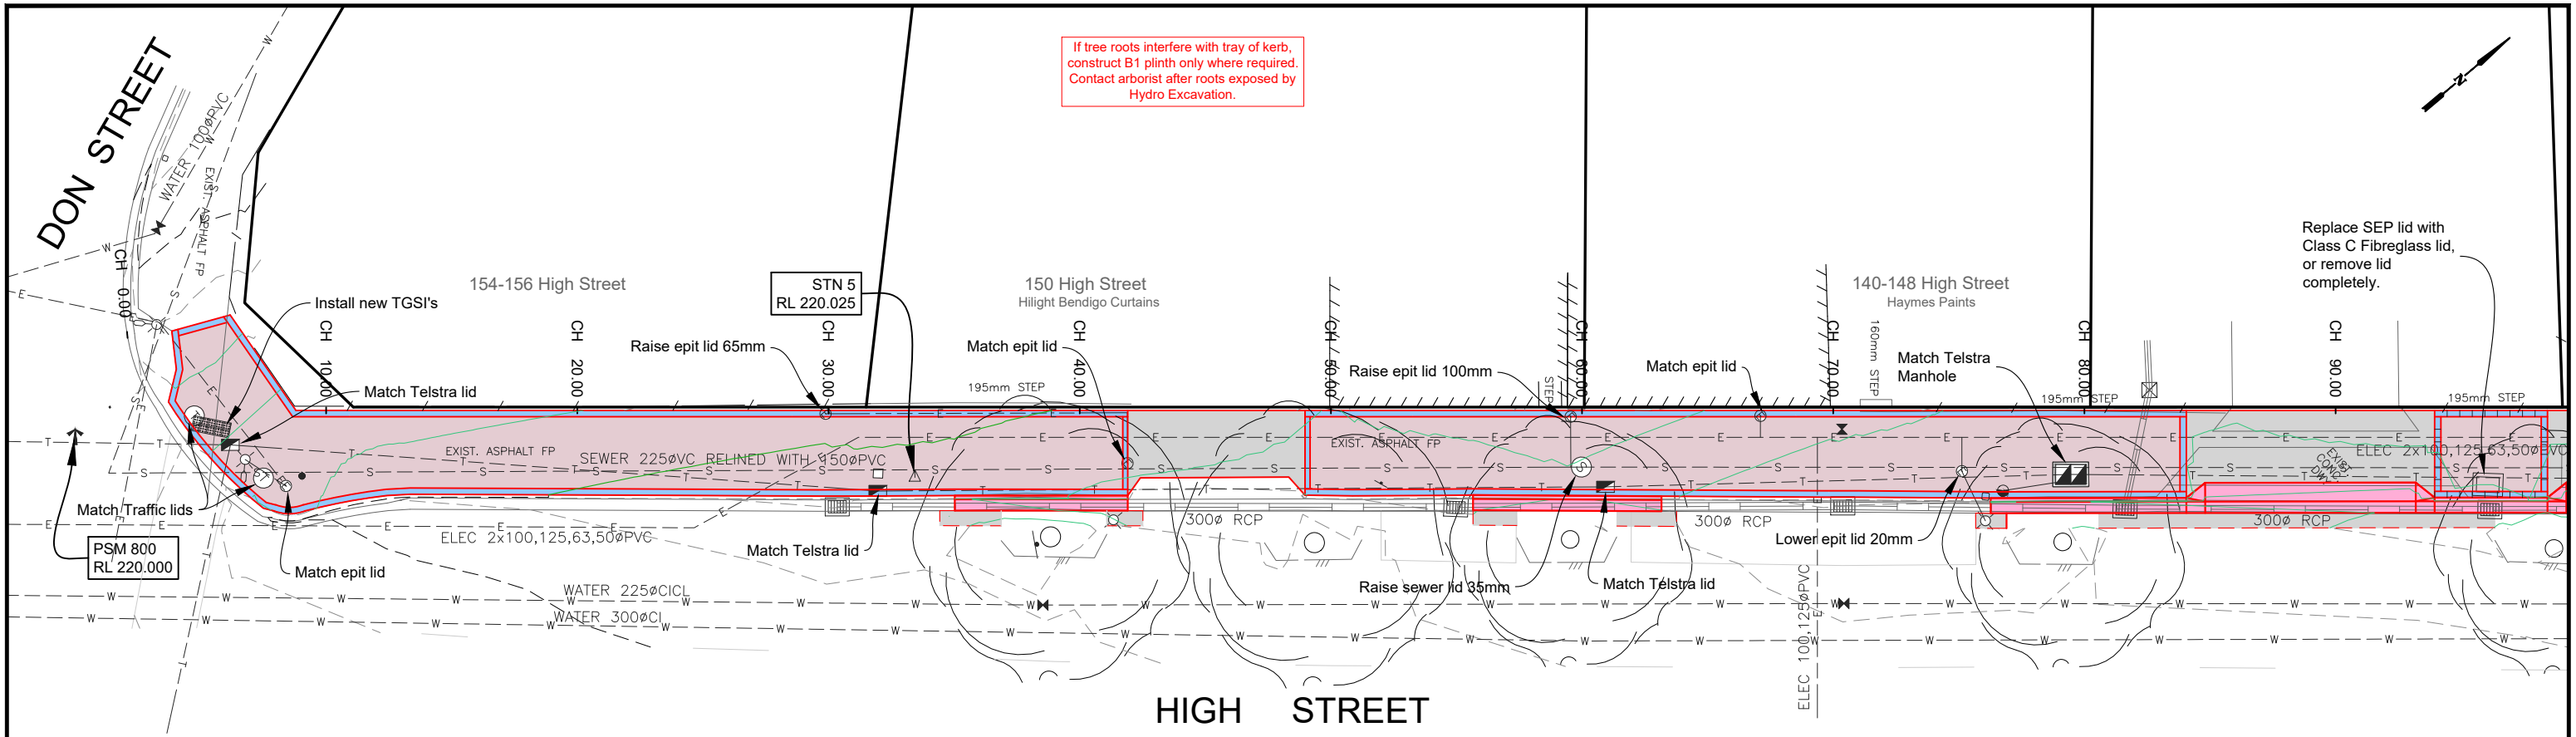 If tree roots interfere with tray of kerb,
construct B1 plinth only where required.
Contact arborist after roots exposed by
Hydro Excavation.
N
DON STREET
WATER 100øPVC
EXIST. ASPHALT FP
CH 0.00
154-156 High Street
STN 5
RL 220.025
150 High Street
Hilight Bendigo Curtains
140-148 High Street
Haymes Paints
Replace SEP lid with
Class C Fibreglass lid,
or remove lid
completely.
Install new TGSI's
CH 10.00
CH 20.00
CH 30.00
CH 40.00
CH 50.00
CH 60.00
CH 70.00
CH 80.00
CH 90.00
Raise epit lid 65mm
Match epit lid
Raise epit lid 100mm
Match epit lid
160mm STEP
Match Telstra
Manhole
Match Telstra lid
195mm STEP
STEP
195mm STEP
195mm STEP
EXIST. ASPHALT FP
SEWER 225øVC RELINED WITH 150øPVC
EXIST. ASPHALT FP
ELEC 2x100,125,63,50øPVC
EXIST
CONC
DWY
Match Traffic lids
PSM 800
RL 220.000
Match epit lid
ELEC 2x100,125,63,50øPVC
Match Telstra lid
300ø RCP
300ø RCP
300ø RCP
Lower epit lid 20mm
Raise sewer lid 35mm
Match Telstra lid
WATER 225øCICL
WATER 300øCI
ELEC 100,125øPVC
HIGH STREET